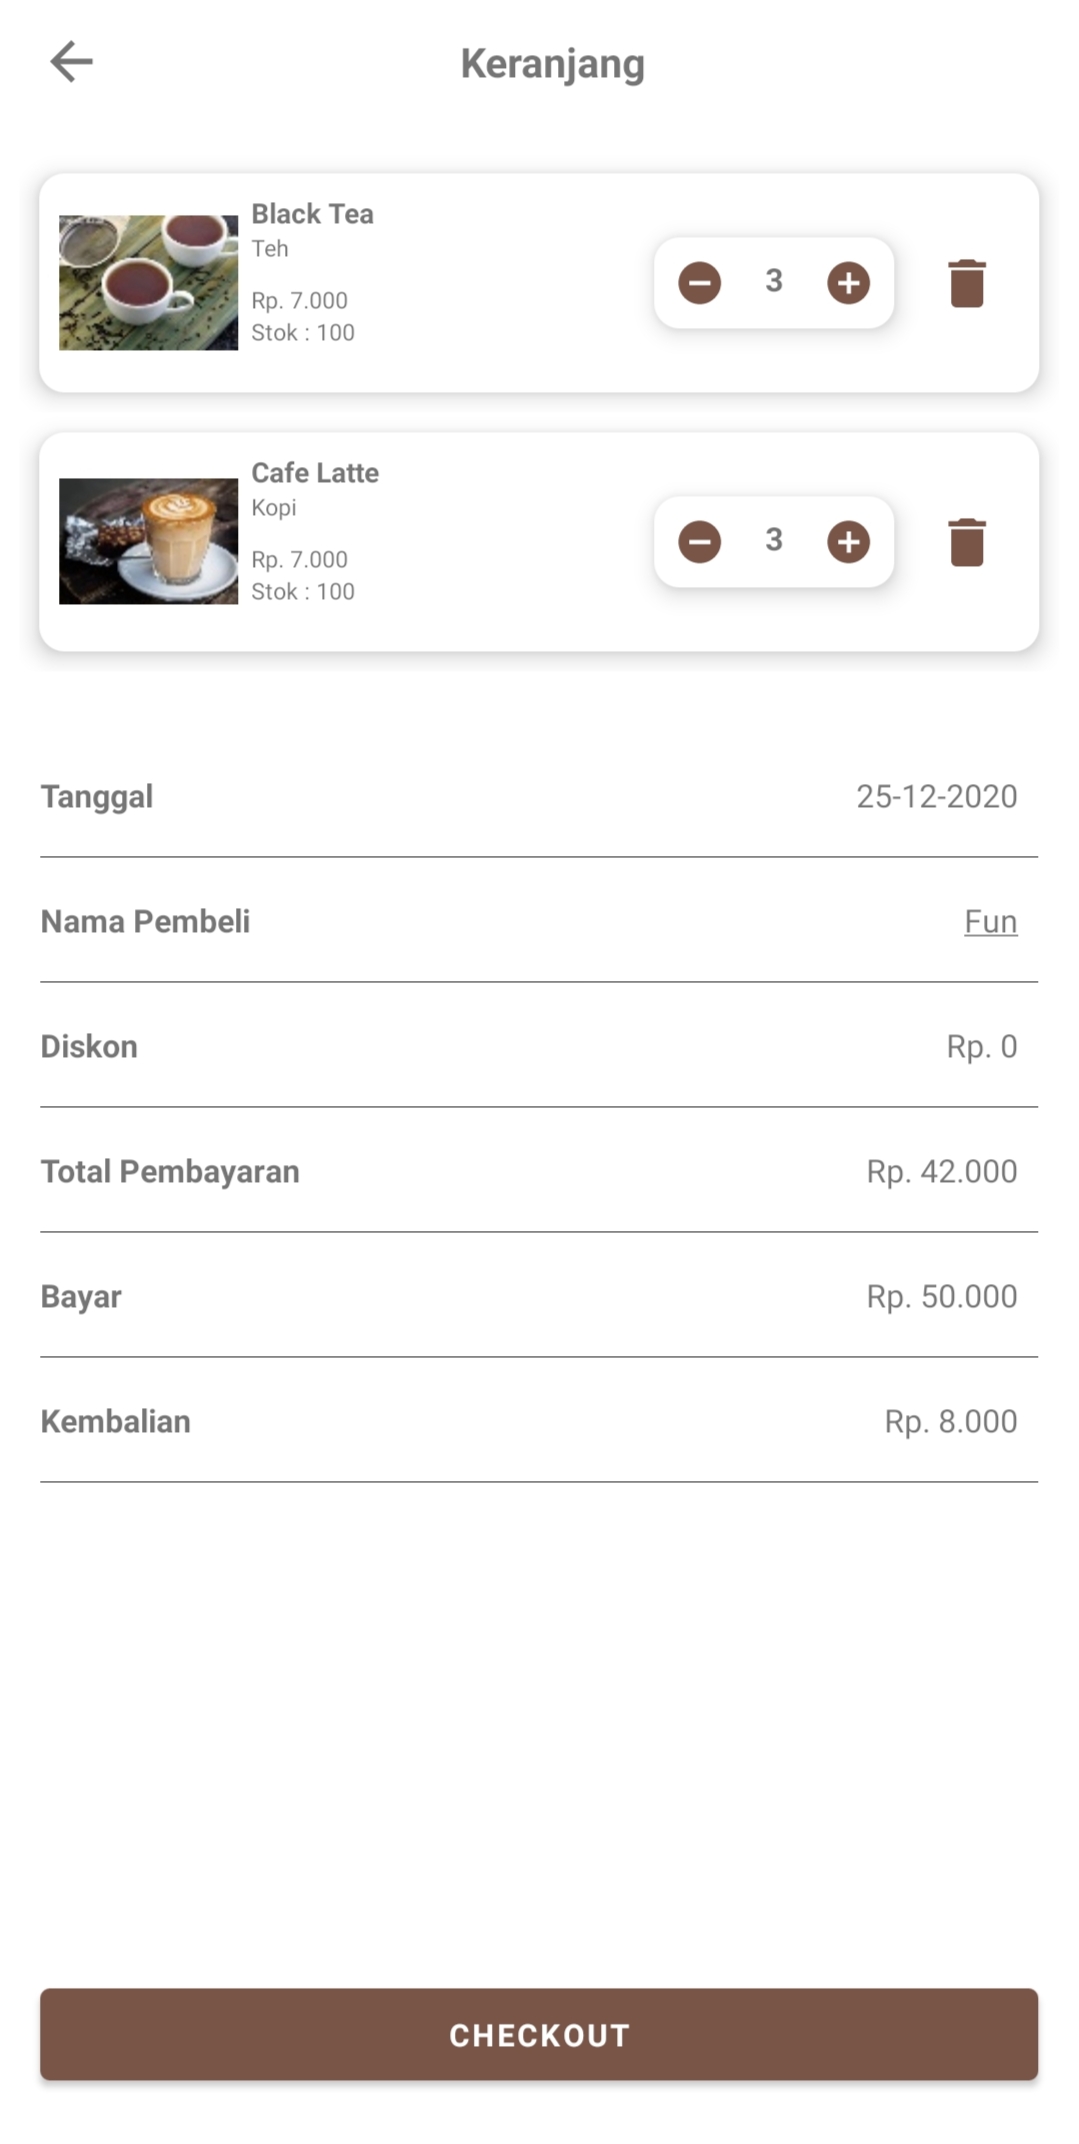 Keranjang
Black Tea
Teh
Rp. 7.000
Stok : 100
3
Cafe Latte
Kopi
Rp. 7.000
Stok : 100
3
Tanggal 25-12-2020
Nama Pembeli Fun
Diskon Rp. 0
Total Pembayaran Rp. 42.000
Bayar Rp. 50.000
Kembalian Rp. 8.000
CHECKOUT